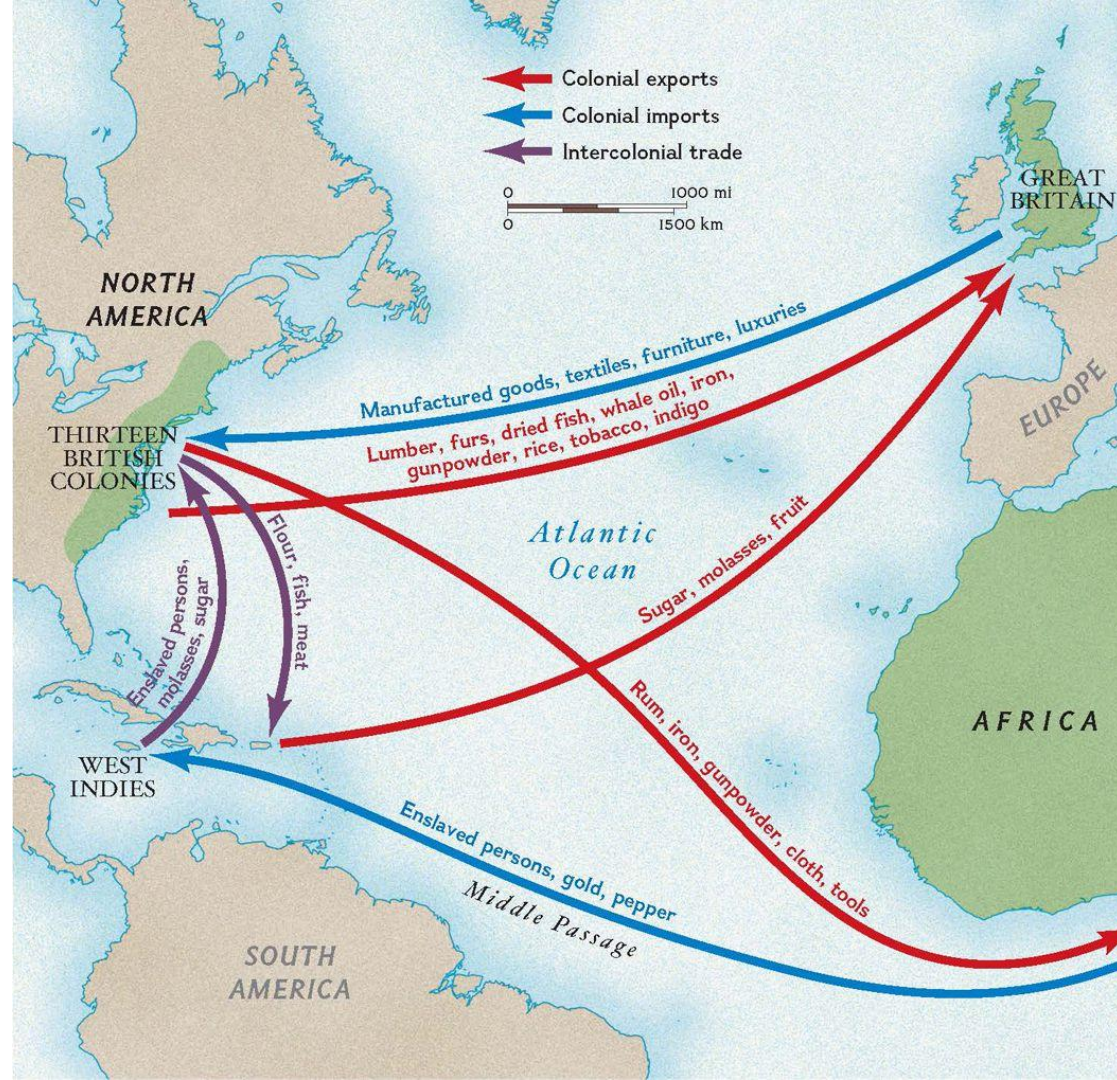 Colonial exports
Colonial imports
Intercolonial trade
0
1000 mi
0
1500 km
GREAT
BRITAIN
NORTH
AMERICA
EUROPE
Manufactured goods, textiles, furniture, luxuries
Lumber, furs, dried fish, whale oil, iron,
gunpowder, rice, tobacco, indigo
THIRTEEN
BRITISH
COLONIES
Atlantic
Ocean
Flour, fish, meat
Enslaved persons,
molasses, sugar
Sugar, molasses, fruit
Rum, iron, gunpowder, cloth, tools
AFRICA
WEST
INDIES
Enslaved persons, gold, pepper
Middle Passage
SOUTH
AMERICA